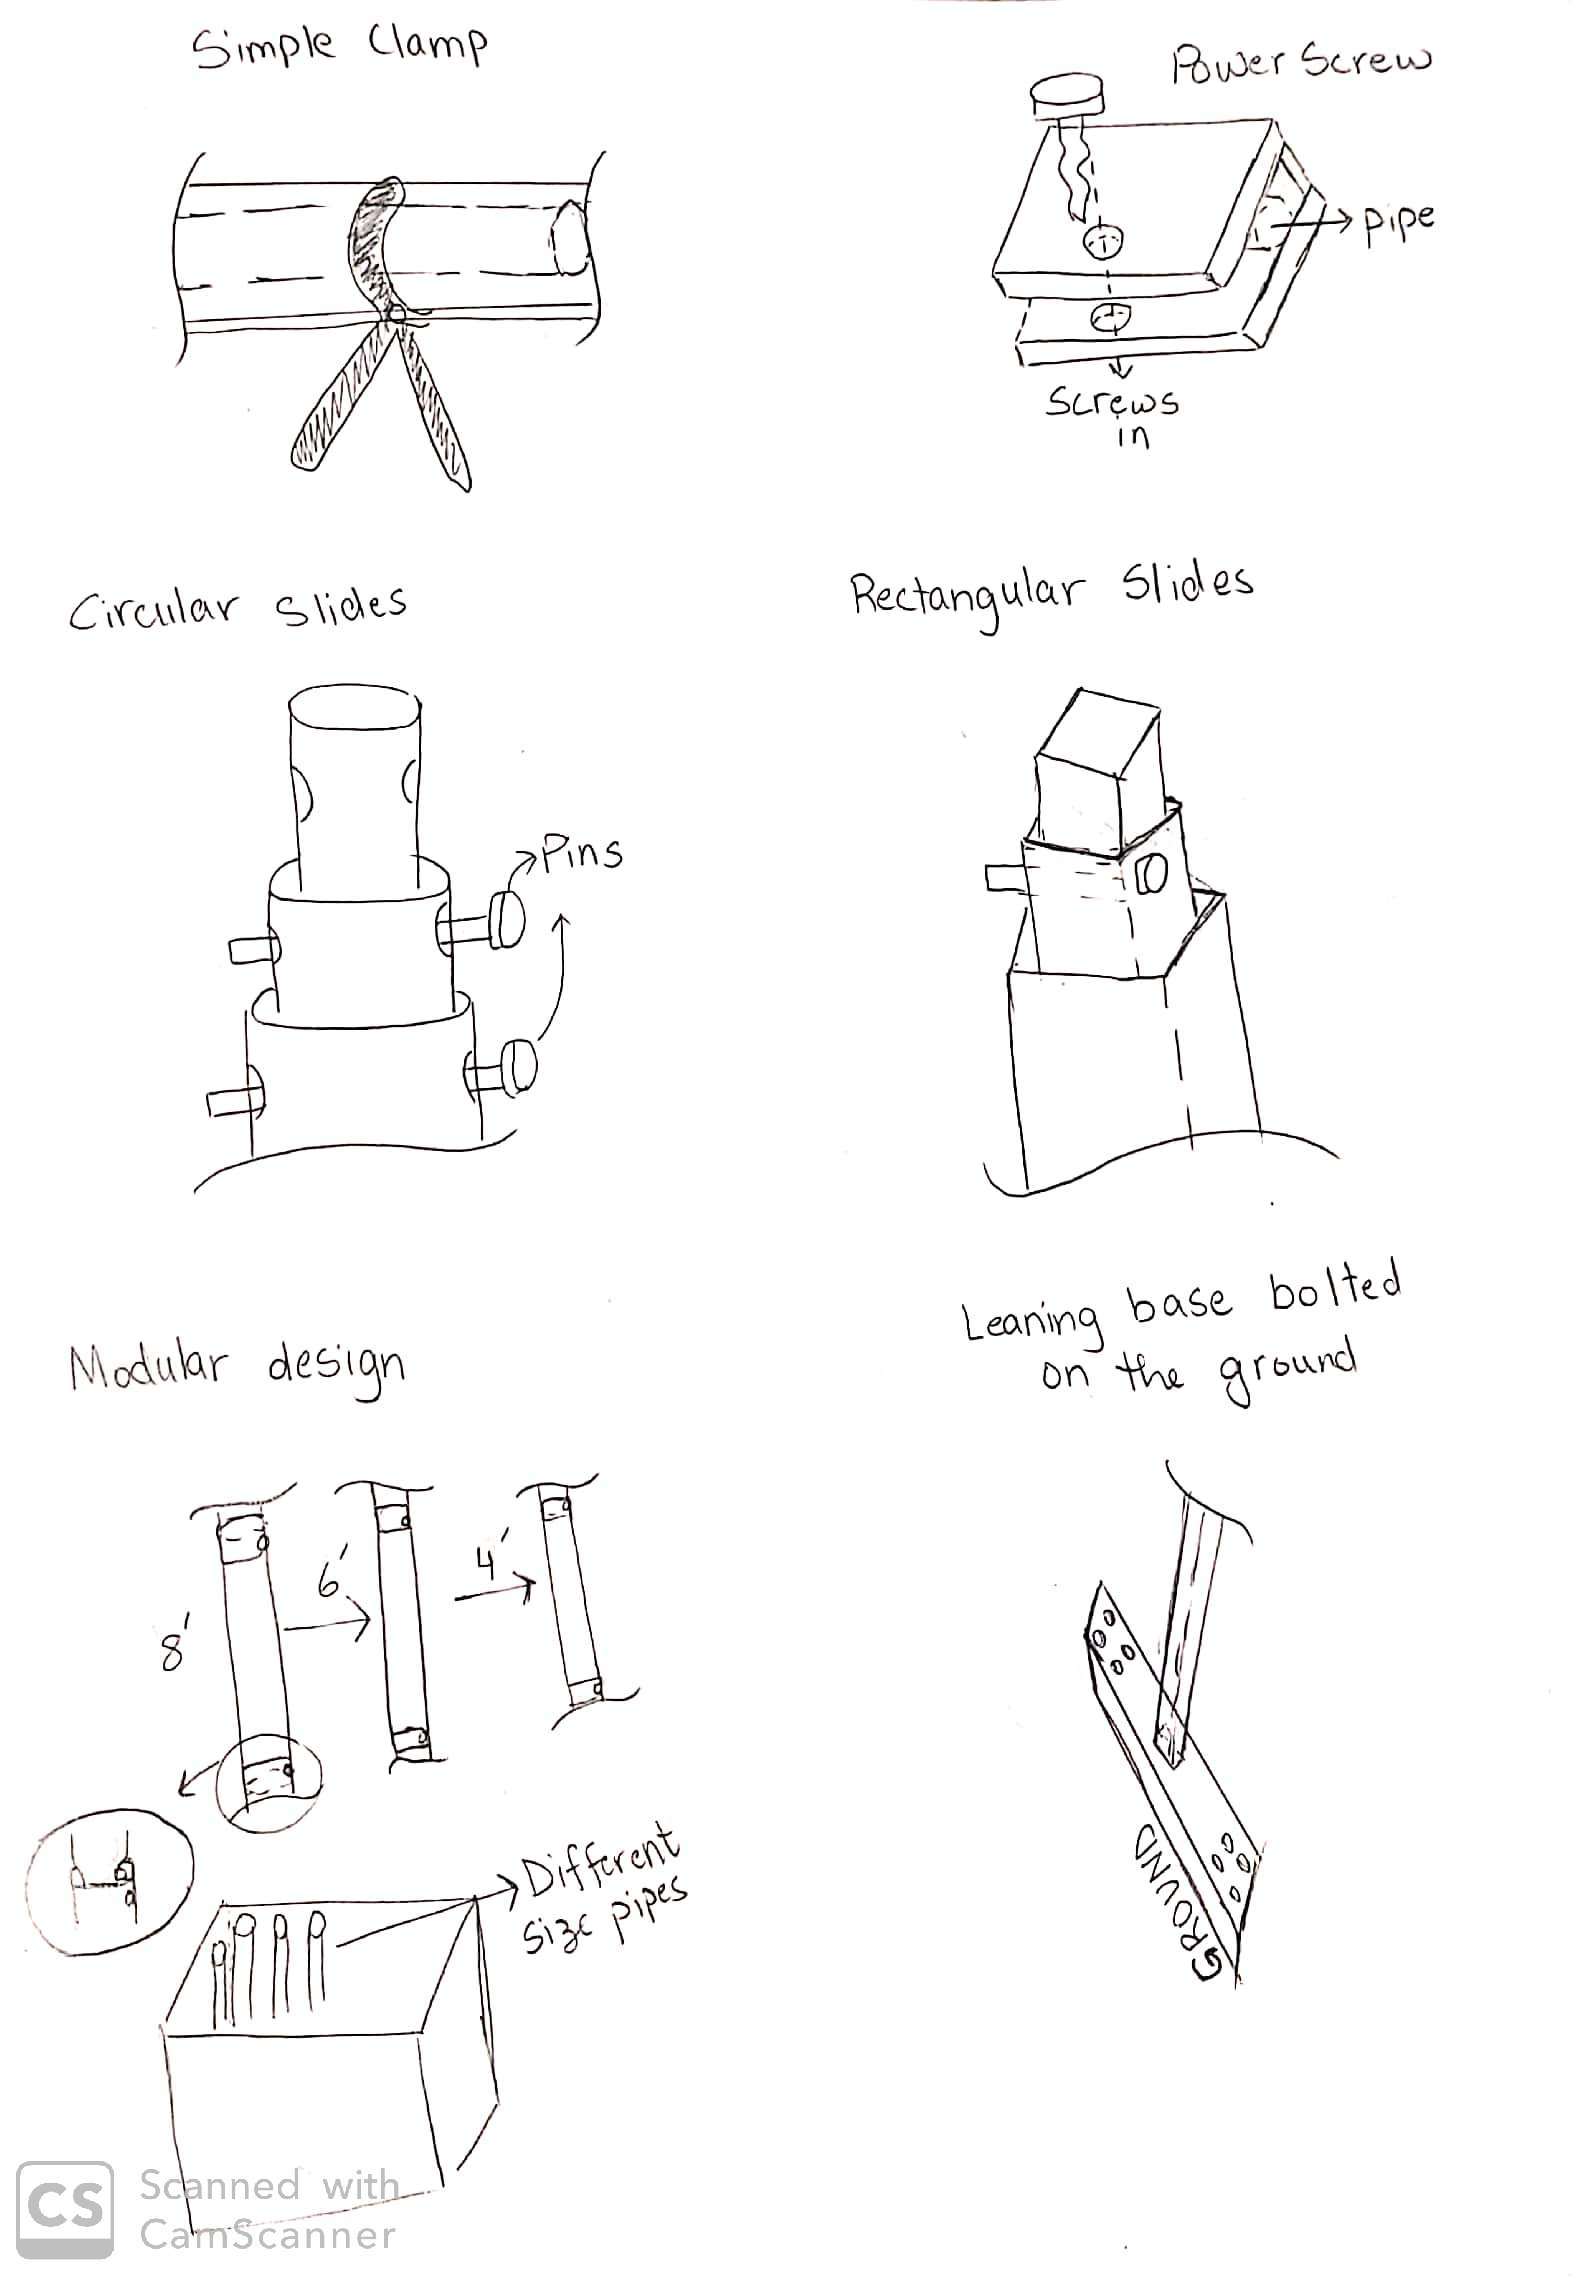 Simple Clamp
Power Screw
pipe
Screws
in
Circular Slides
Rectangular Slides
Pins
Leaning base bolted
on the ground
Modular design
8'
6'
4'
GROUND
Different
size pipes
CS
Scanned with
CamScanner